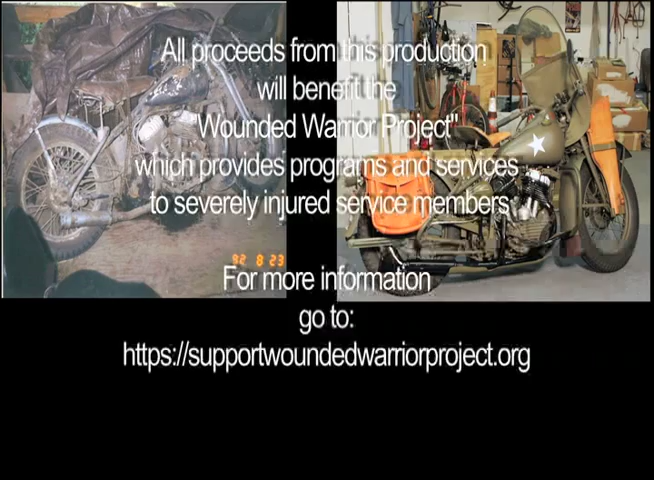 All proceeds from this production
will benefit the
"Wounded Warrior Project"
which provides programs and services
to severely injured service members
92 8 23
For more information
go to:
https://supportwoundedwarriorproject.org